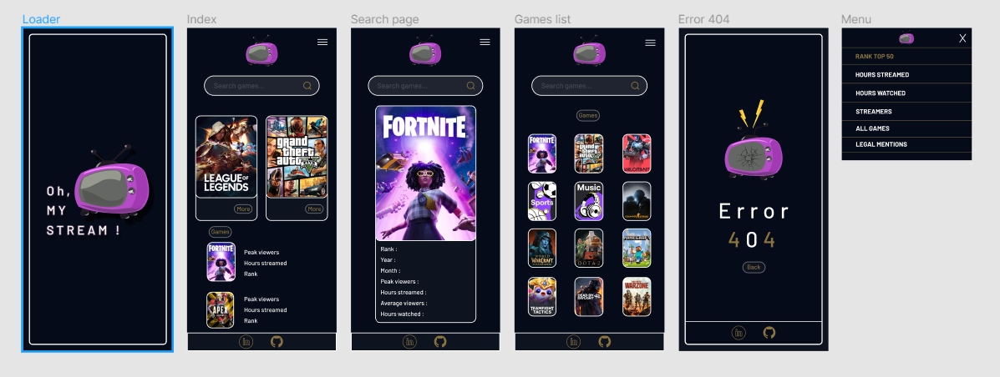 Loader
Oh,
MY
STREAM !
Index
Search games...
LEAGUE OF
LEGENDS
grand
theft
auto V
More
More
Games
FORTNITE
Peak viewers
Hours streamed
Rank
APEX
Peak viewers
Hours streamed
Rank
in
Search page
Search games...
FORTNITE
Rank :
Year :
Month :
Peak viewers :
Hours streamed :
Average viewers :
Hours watched :
in
Games list
Search games...
Games
FORTNITE
grand
theft
auto
VALORANT
Sports
Music
WARCRAFT
DOTA 2
MINECRAFT
TEAMFIGHT
TACTICS
DEAD BY
DAYLIGHT
WARZONE
in
Error 404
Error
404
Back
in
Menu
X
RANK TOP 50
HOURS STREAMED
HOURS WATCHED
STREAMERS
ALL GAMES
LEGAL MENTIONS